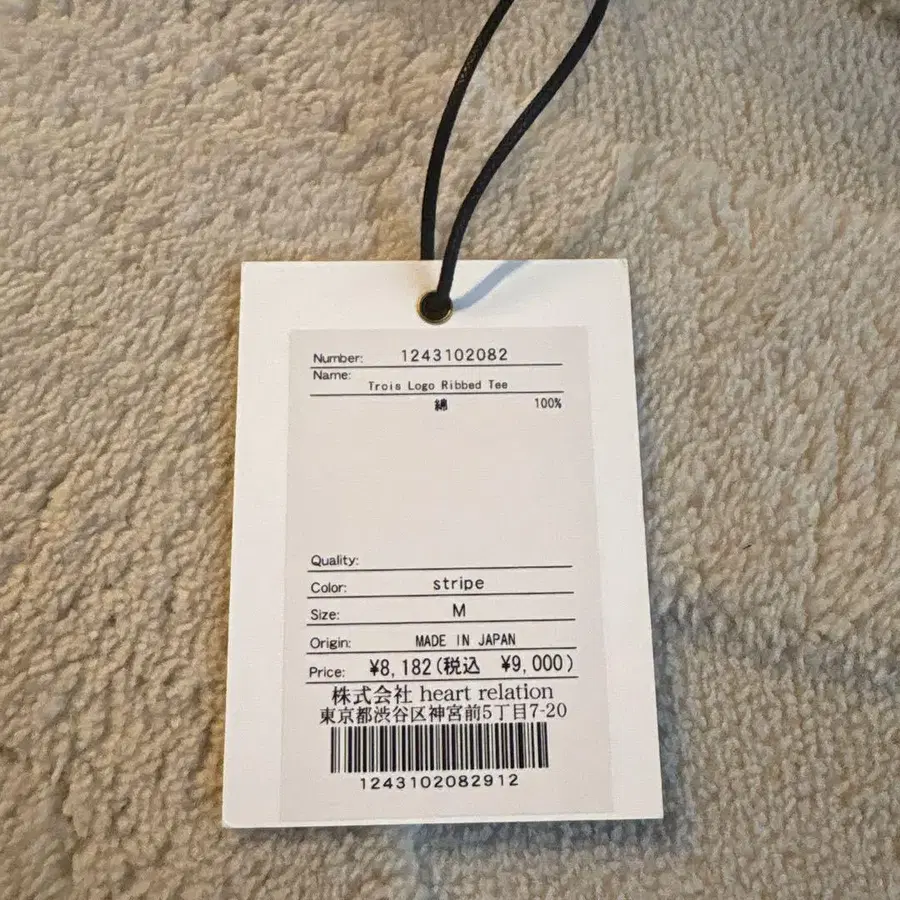 Number: 1243102082
Name:
Trois Logo Ribbed Tee
綿 100%
Quality:
Color: stripe
Size: M
Origin: MADE IN JAPAN
Price: ¥8,182(税込 ¥9,000)
株式会社 heart relation
東京都渋谷区神宮前5丁目7-20
1243102082912